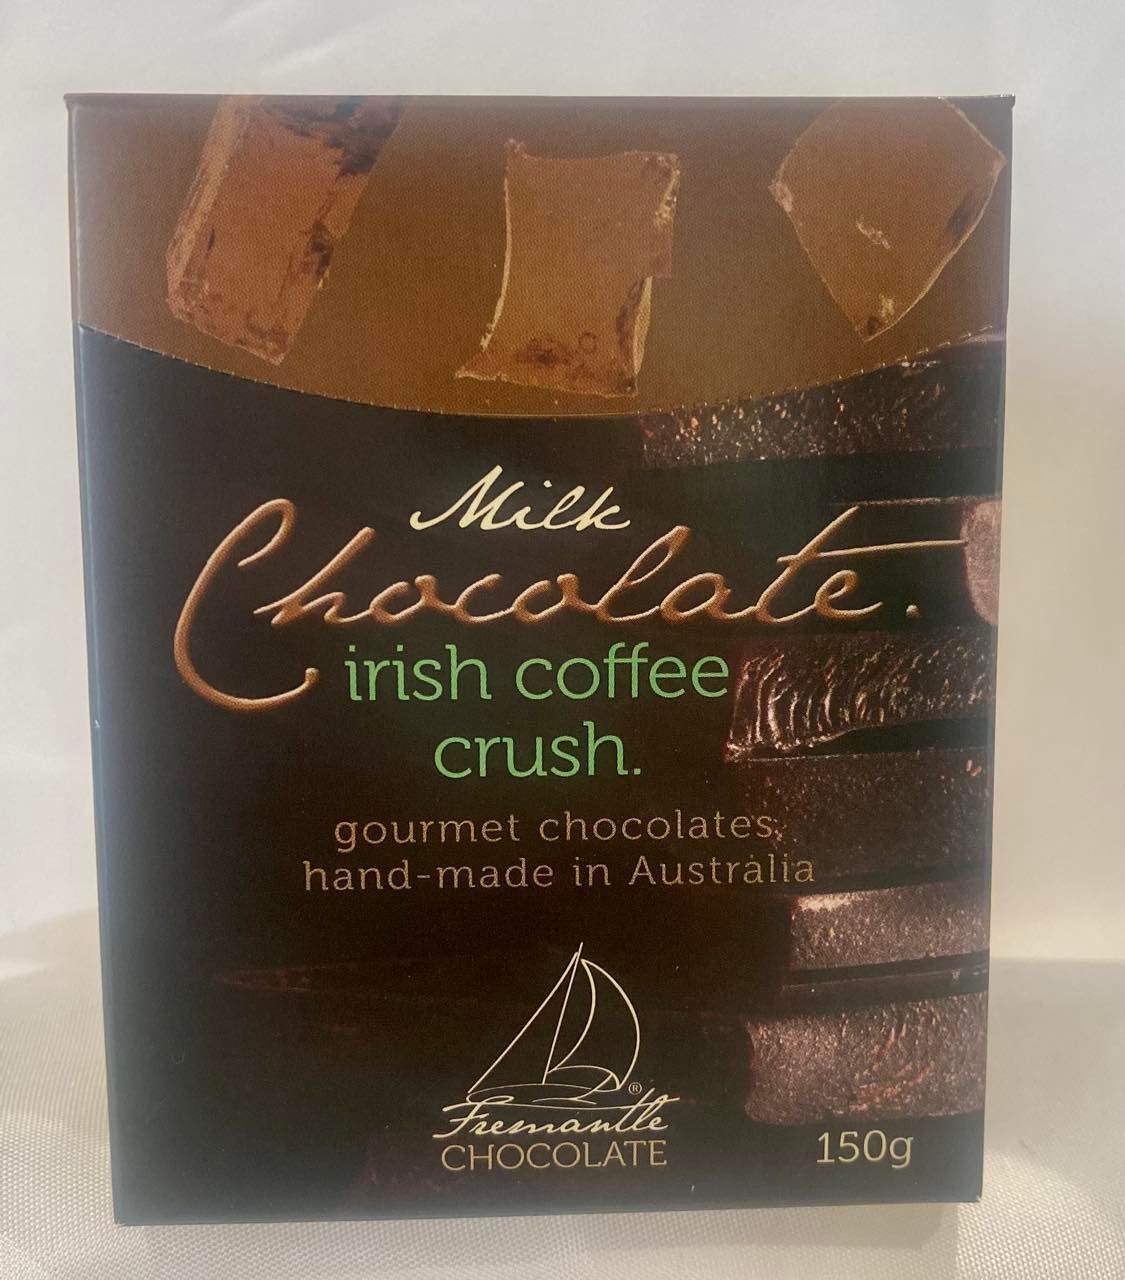 Milk
Chocolate.
irish coffee
crush.
gourmet chocolates,
hand-made in Australia
®
Fremantle
CHOCOLATE
150g